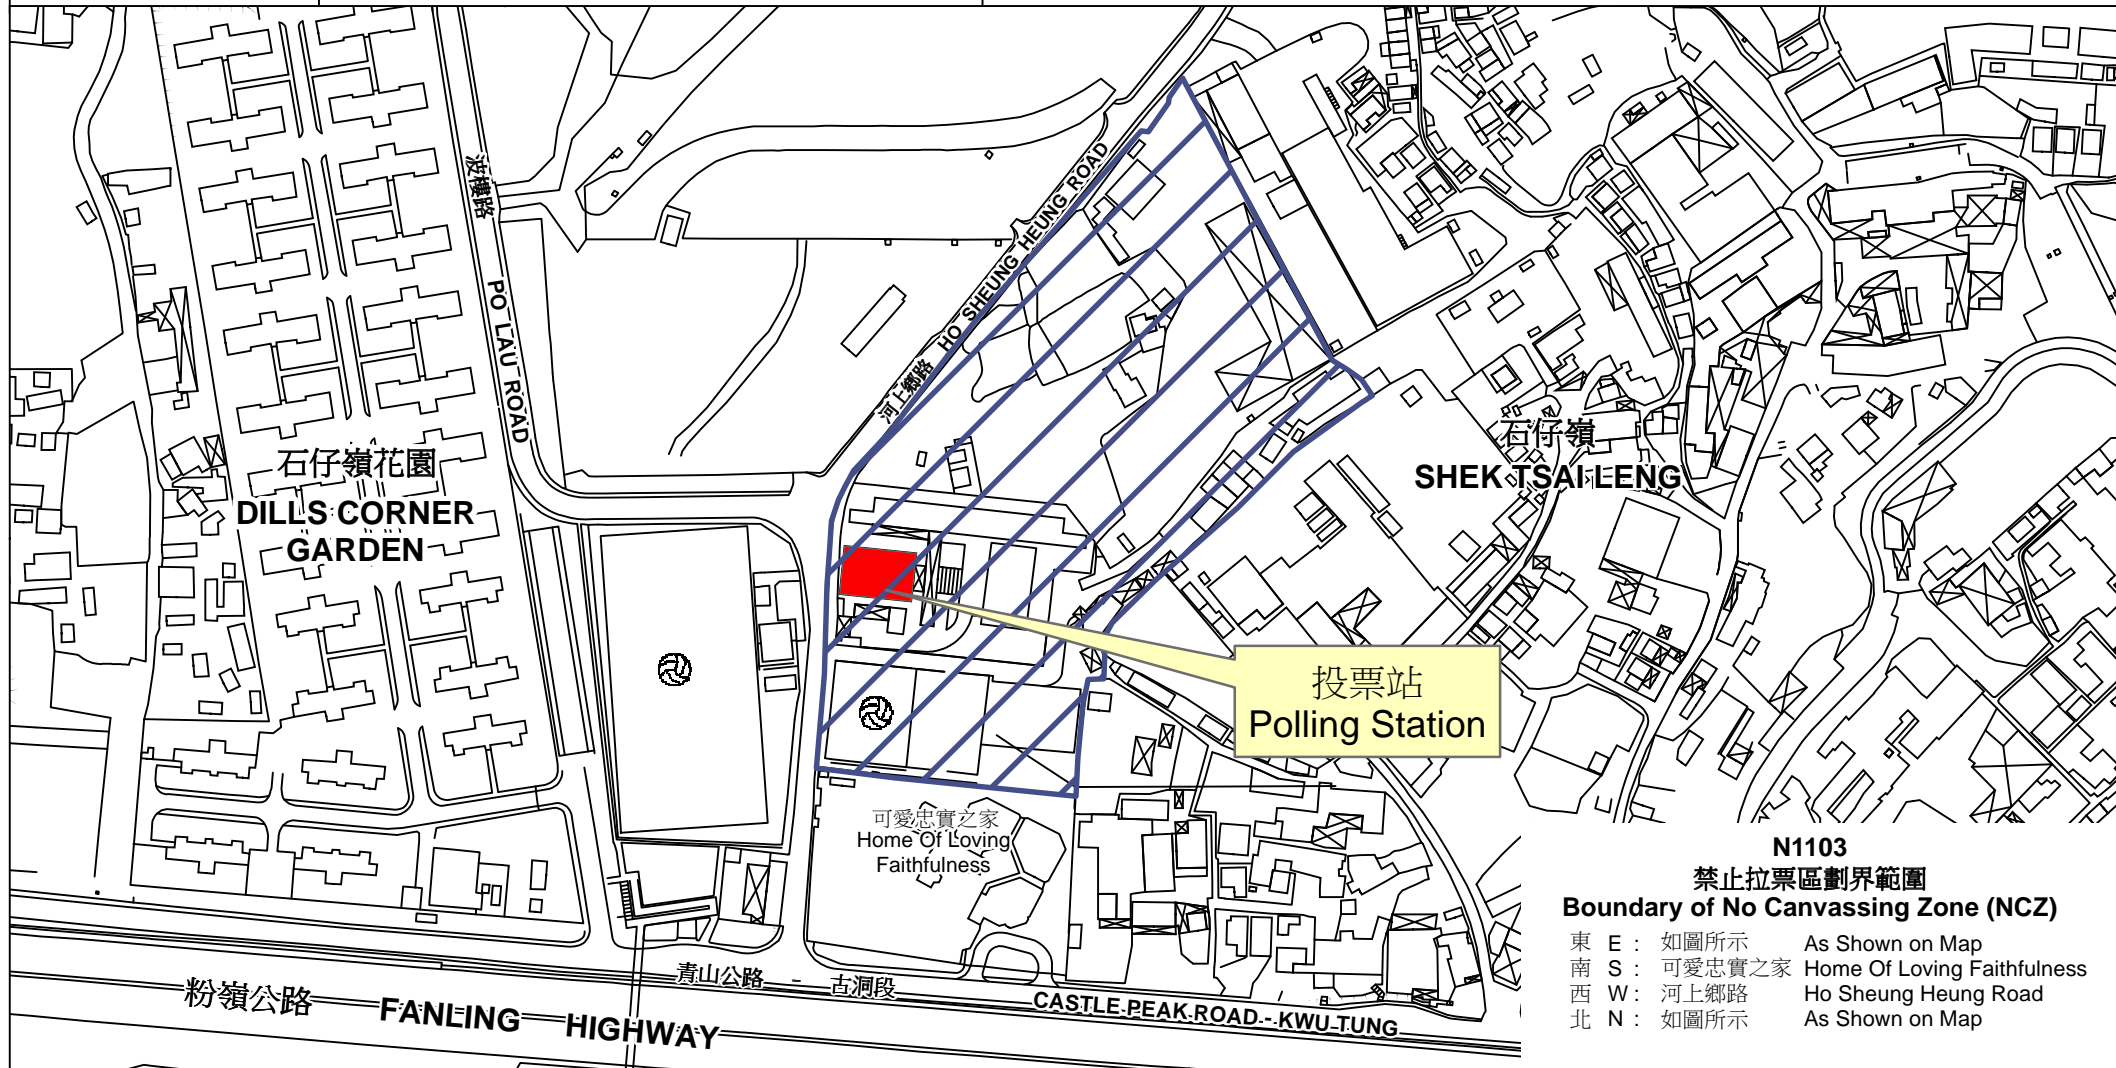 波樓路
PO LAU ROAD
河上鄉路 HO SHEUNG HEUNG ROAD
石仔嶺花園
DILLS CORNER
GARDEN
石仔嶺
SHEK TSAI LENG
投票站
Polling Station
可愛忠實之家
Home Of Loving
Faithfulness
青山公路 - 古洞段
CASTLE PEAK ROAD - KWU TUNG
粉嶺公路 FANLING HIGHWAY
N1103
禁止拉票區劃界範圍
Boundary of No Canvassing Zone (NCZ)
東 E : 如圖所示 As Shown on Map
南 S : 可愛忠實之家 Home Of Loving Faithfulness
西 W : 河上鄉路 Ho Sheung Heung Road
北 N : 如圖所示 As Shown on Map